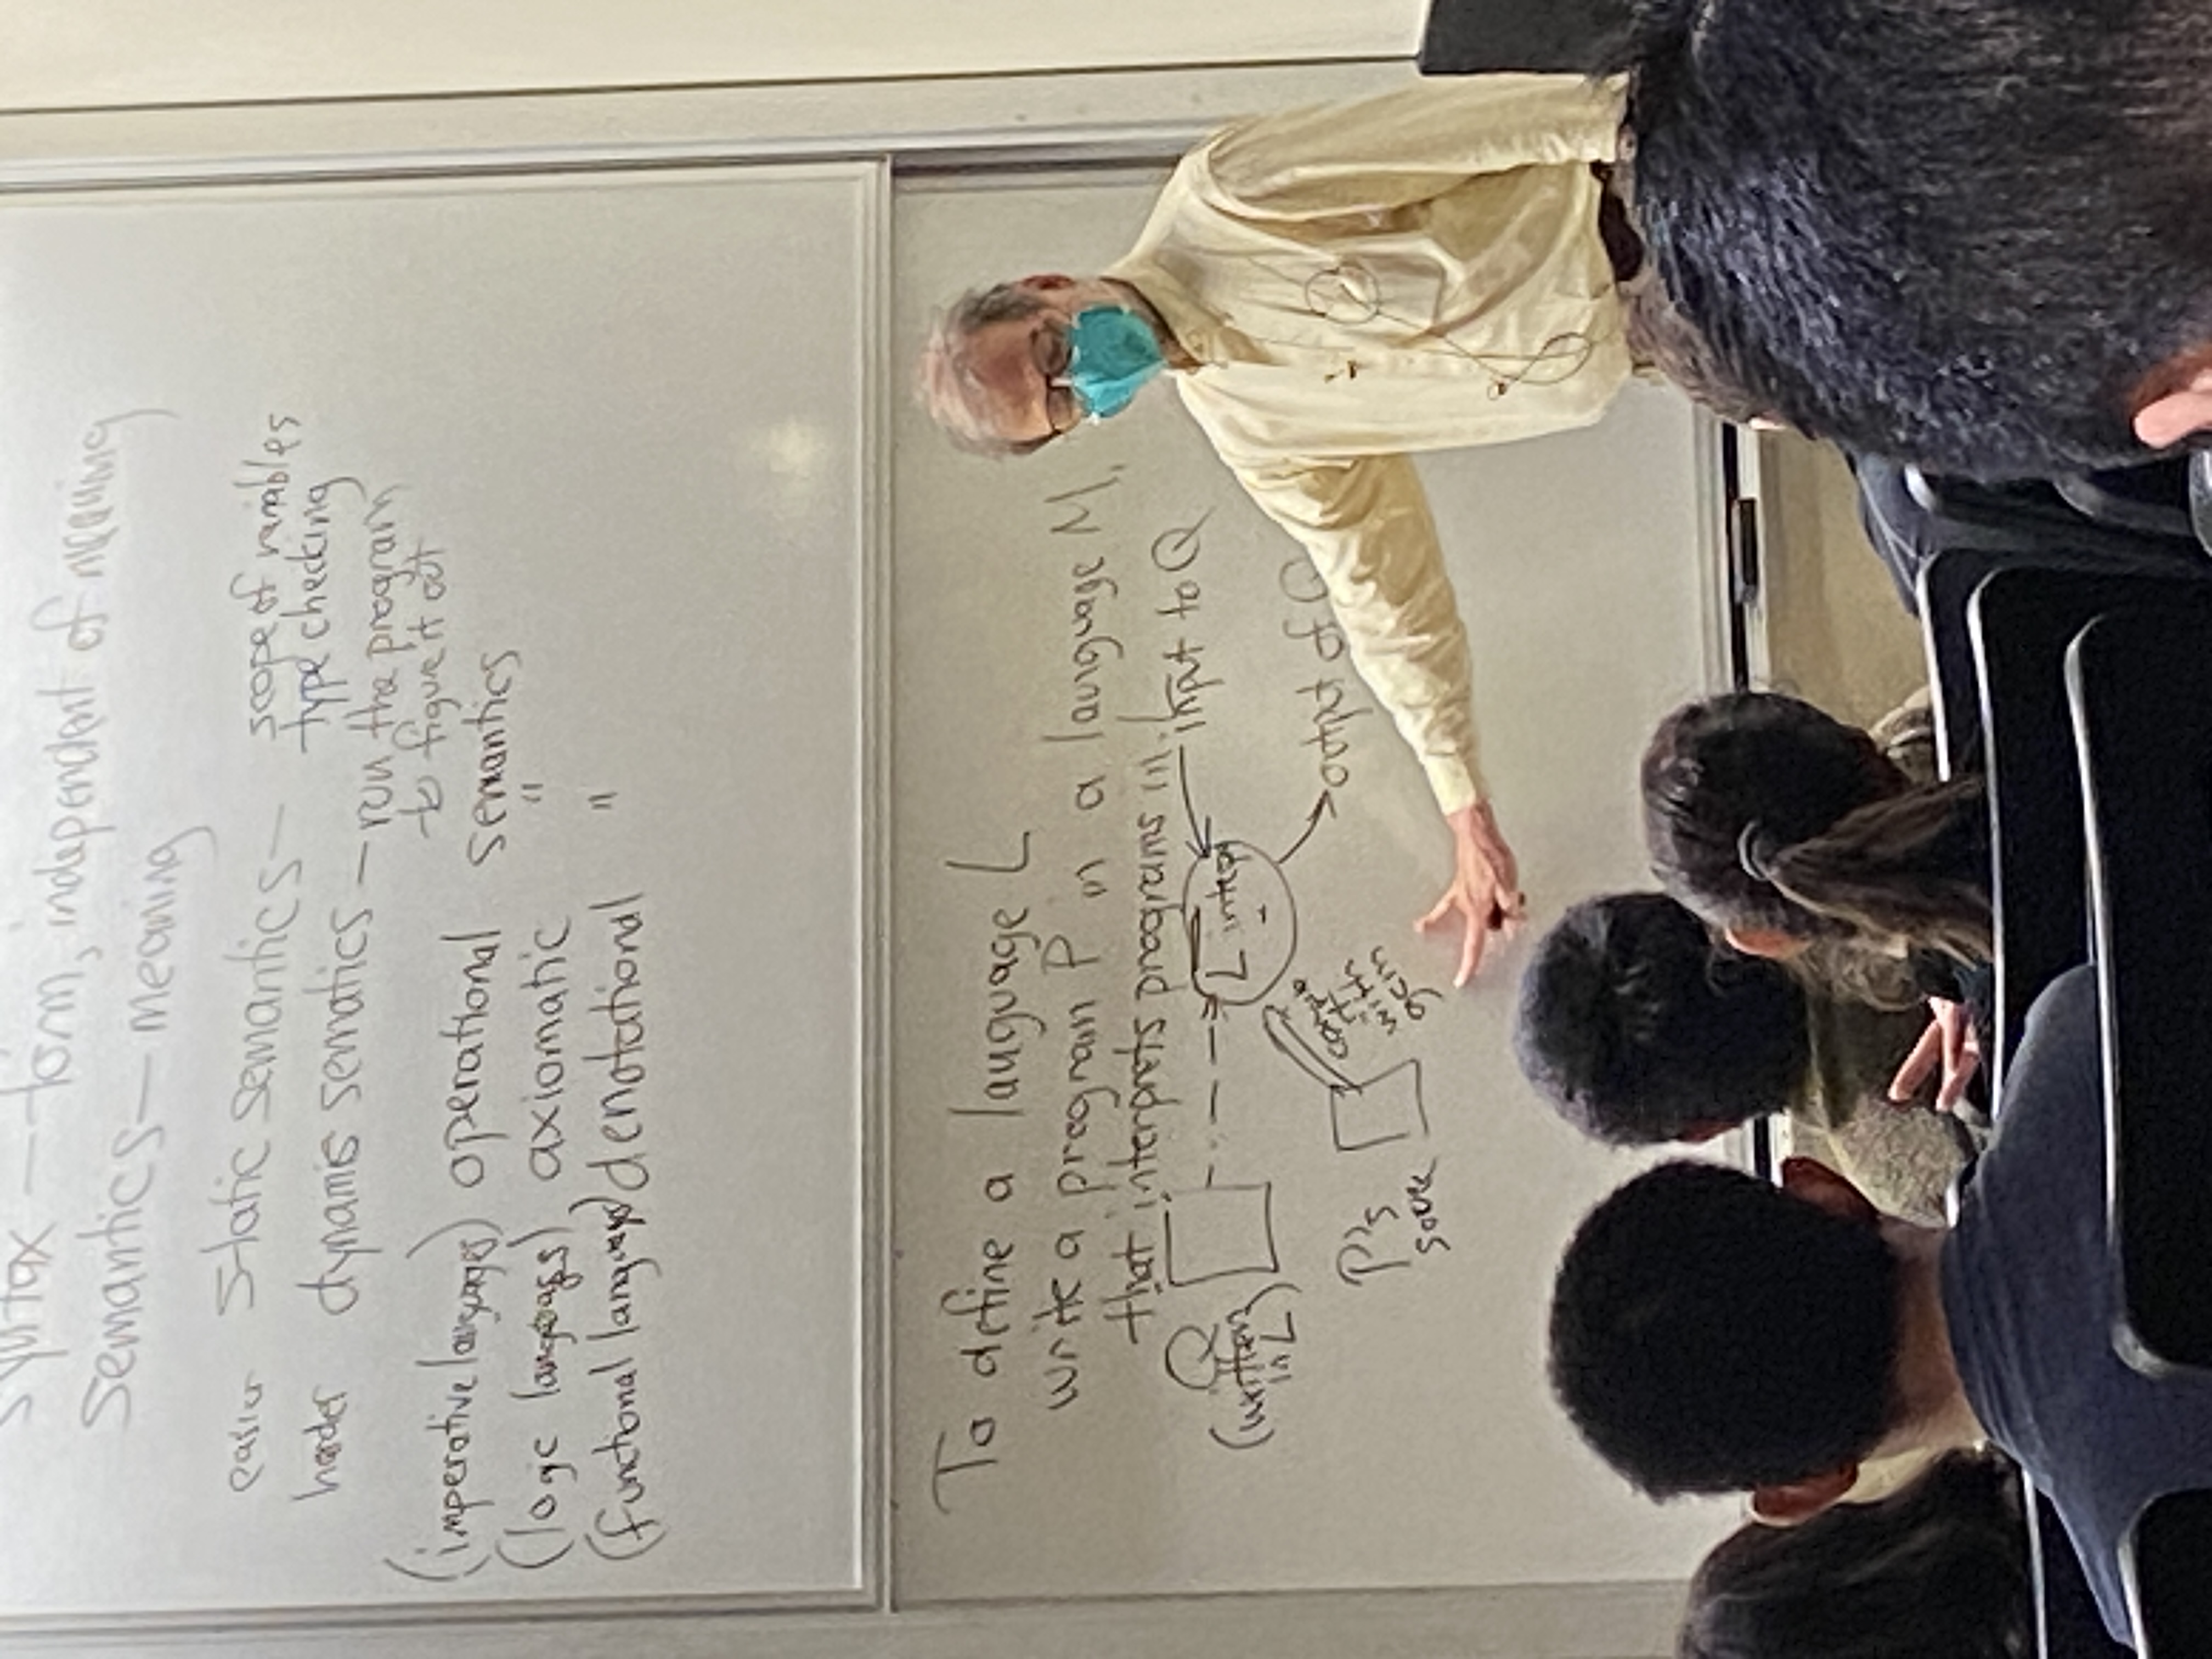 syntax — form, independent of meaning
semantics — meaning
easier static semantics — scope of variables
type checking
harder dynamic sematics — run the program
to figure it out
(imperative languages) operational semantics
(logic languages) axiomatic "
(functional languages) denotational "
To define a language L
write a program P in a language M,
that interprets programs in L
Q
(written
in L)
L interp
input to Q
output of Q
P's
source
it
with